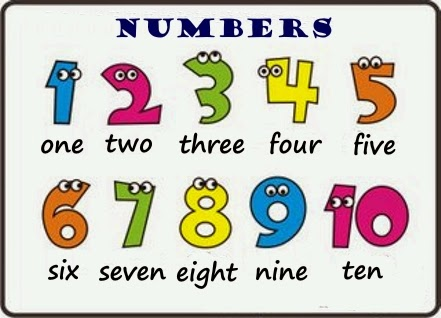 NUMBERS
1 2 3 4 5
one two three four five
6 7 8 9 10
six seven eight nine ten